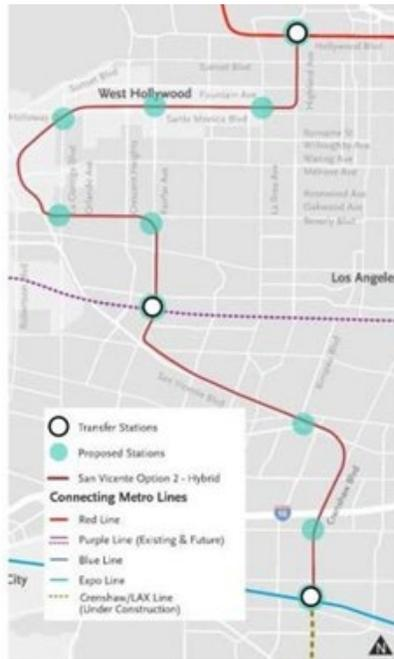 Hollywood Blvd
Sunset Blvd
Sunset Blvd
Highland Ave
West Hollywood
Fountain Ave
Holloway
Santa Monica Blvd
Romaine St
Willoughby Ave
Waring Ave
Melrose Ave
La Cienega Blvd
Orlando Ave
Crescent Heights
Fairfax Ave
La Brea Ave
Rosewood Ave
Oakwood Ave
Beverly Blvd
Robertson Blvd
Los Angeles
San Vicente Blvd
Crenshaw Blvd
10
City
Transfer Stations
Proposed Stations
San Vicente Option 2 - Hybrid
Connecting Metro Lines
Red Line
Purple Line (Existing & Future)
Blue Line
Expo Line
Crenshaw/LAX Line
(Under Construction)
N